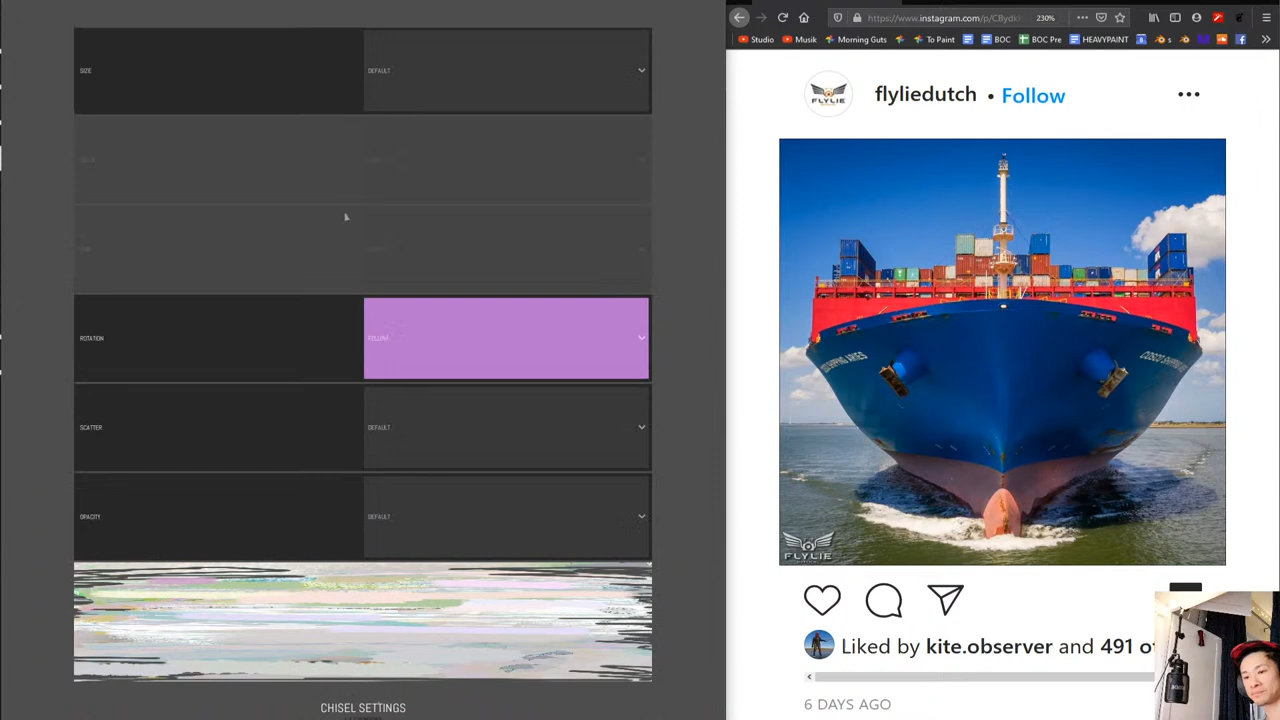 SIZE
DEFAULT
ROTATION
FOLLOW
SCATTER
DEFAULT
OPACITY
DEFAULT
CHISEL SETTINGS
https://www.instagram.com/p/CBydk
230%
Studio
Musik
Morning Guts
To Paint
BOC
BOC Pre
HEAVYPAINT
flyliedutch • Follow
FLYLIE
FLYLIE
Liked by kite.observer and 491 ot
6 DAYS AGO